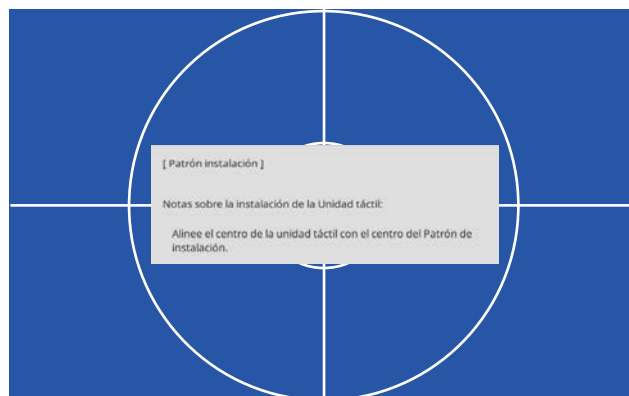 [ Patrón instalación ]
Notas sobre la instalación de la Unidad táctil:
Alinee el centro de la unidad táctil con el centro del Patrón de
instalación.